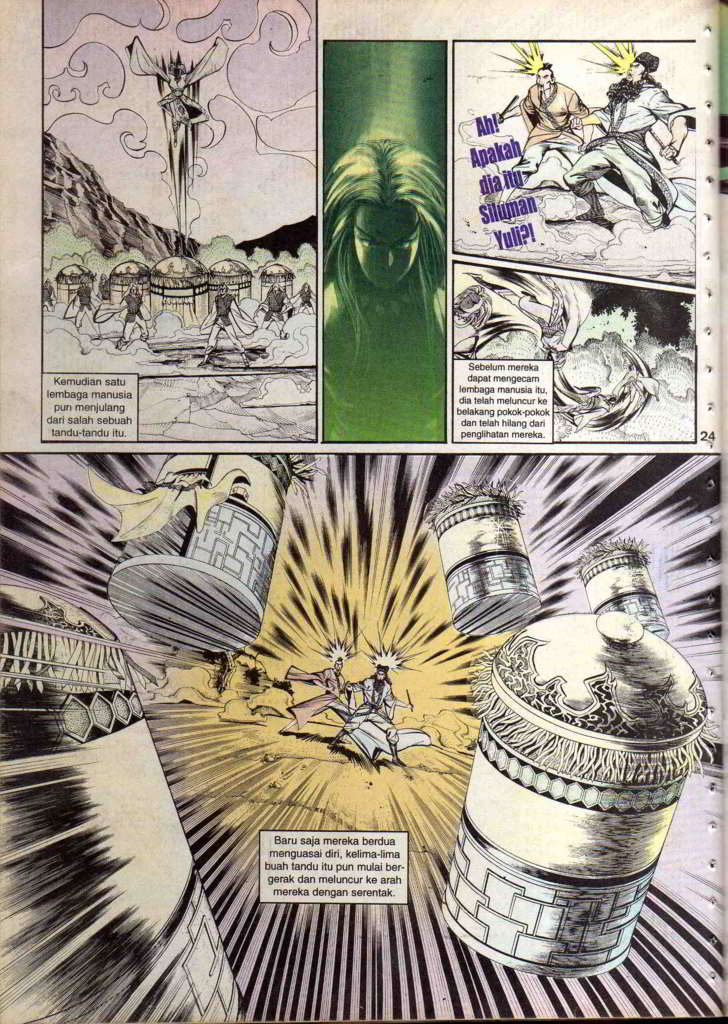 Kemudian satu
lembaga manusia
pun menjulang
dari salah sebuah
tandu-tandu itu.
Ah!
Apakah
dia itu
Siluman
Yuli?!
Sebelum mereka
dapat mengecam
lembaga manusia itu,
dia telah meluncur ke
belakang pokok-pokok
dan telah hilang dari
penglihatan mereka.
24
Baru saja mereka berdua
menguasai diri, kelima-lima
buah tandu itu pun mulai ber-
gerak dan meluncur ke arah
mereka dengan serentak.